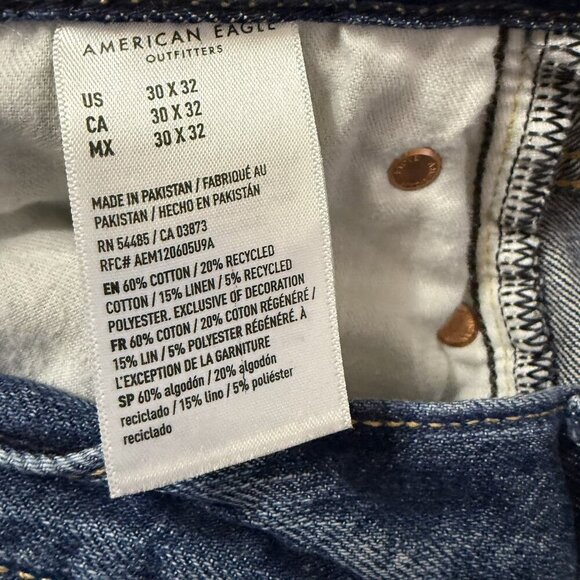 AMERICAN EAGLE
OUTFITTERS
US 30 X 32
CA 30 X 32
MX 30 X 32
MADE IN PAKISTAN / FABRIQUÉ AU
PAKISTAN / HECHO EN PAKISTÁN
RN 54485 / CA 03873
RFC# AEM120605U9A
EN 60% COTTON / 20% RECYCLED
COTTON / 15% LINEN / 5% RECYCLED
POLYESTER. EXCLUSIVE OF DECORATION
FR 60% COTON / 20% COTON RÉGÉNÉRÉ /
15% LIN / 5% POLYESTER RÉGÉNÉRÉ. À
L'EXCEPTION DE LA GARNITURE
SP 60% algodón / 20% algodón
reciclado / 15% lino / 5% poliéster
reciclado